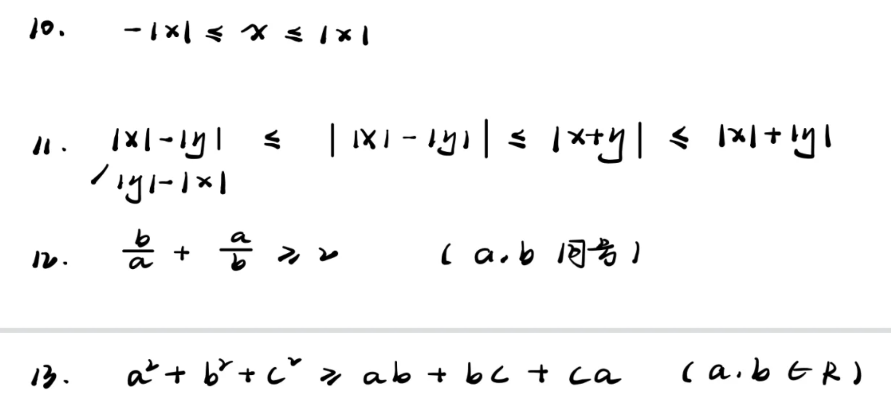 10. -|x| ≤ x ≤ |x|
11. |x|-|y| ≤ ||x|-|y|| ≤ |x+y| ≤ |x|+|y|
/|y|-|x|
12. b/a + a/b ≥ 2 (a.b 同号)
13. a²+b²+c² ≥ ab+bc+ca (a.b∈R)